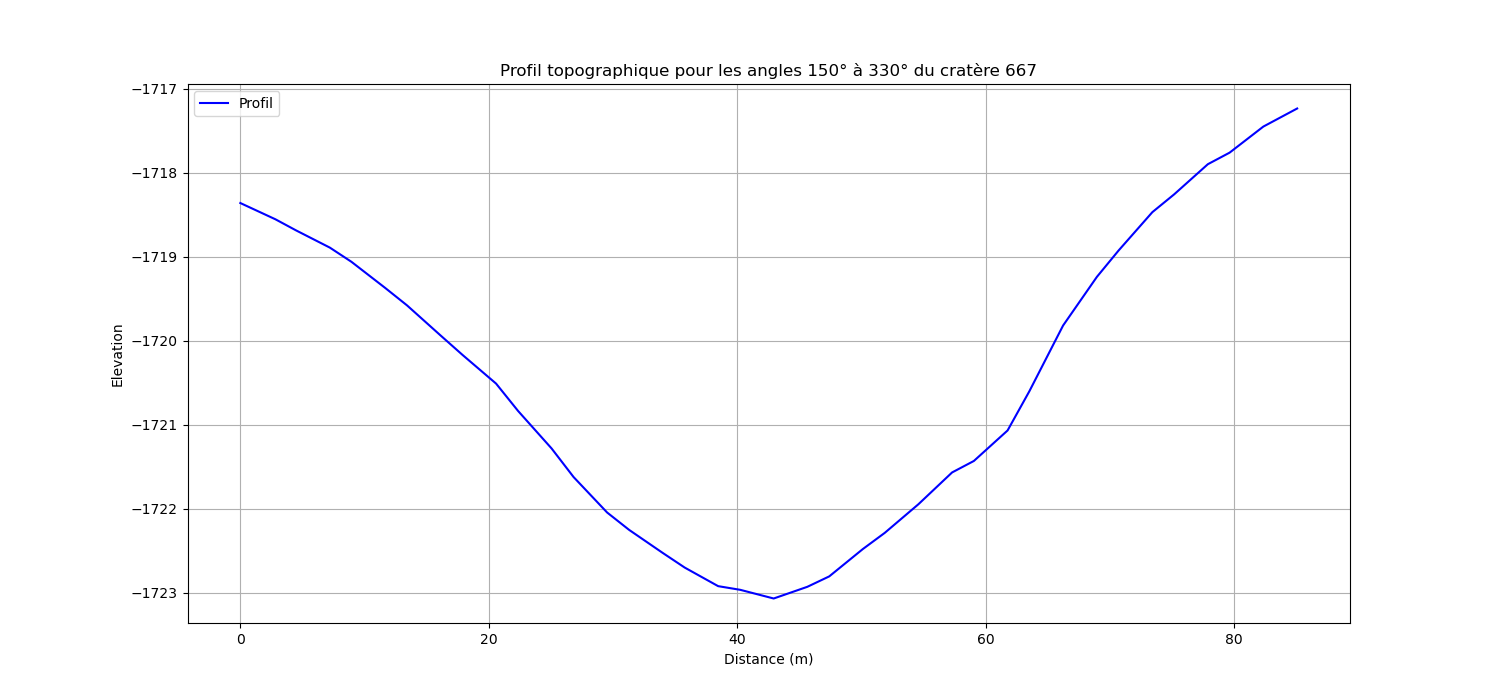 Profil topographique pour les angles 150° à 330° du cratère 667
Profil
−1717
−1718
−1719
−1720
−1721
−1722
−1723
Elevation
0 20 40 60 80
Distance (m)